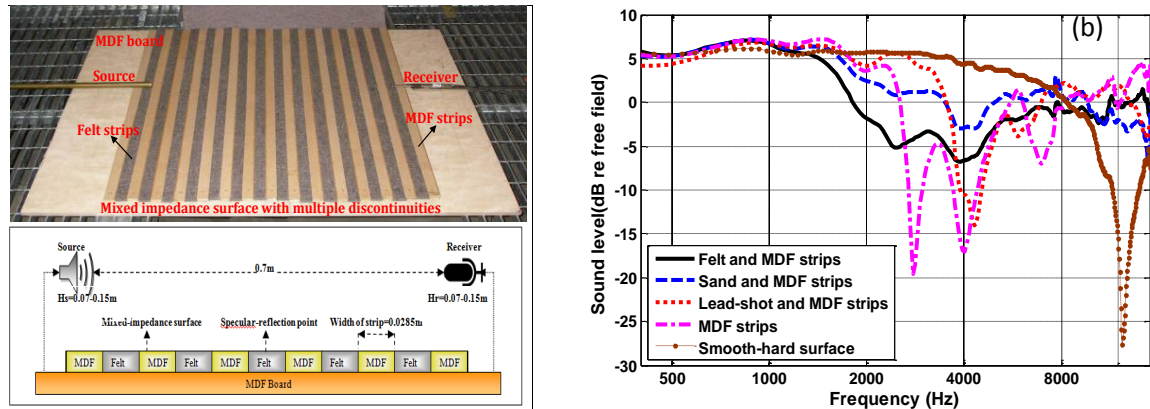 MDF board
Source
Receiver
Felt strips
MDF strips
Mixed impedance surface with multiple discontinuities
Source
Receiver
0.7m
Hs=0.07-0.15m
Hr=0.07-0.15m
Mixed-impedance surface
Specular-reflection point
Width of strip=0.0285m
MDF Felt MDF Felt MDF Felt MDF Felt MDF Felt MDF
MDF Board
(b)
Sound level(dB re free field)
10
5
0
-5
-10
-15
-20
-25
-30
Felt and MDF strips
Sand and MDF strips
Lead-shot and MDF strips
MDF strips
Smooth-hard surface
500 1000 2000 4000 8000
Frequency (Hz)